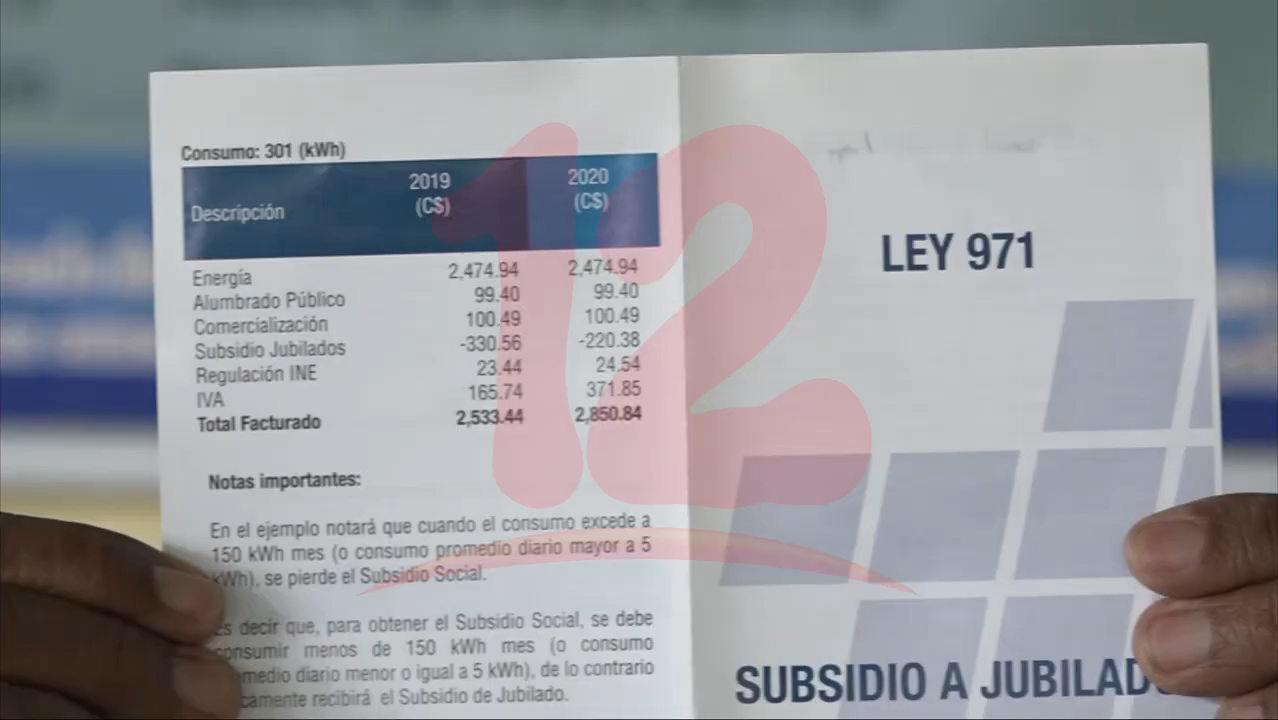 Consumo: 301 (kWh)
Descripción 2019 (C$) 2020 (C$)
Energía 2,474.94 2,474.94
Alumbrado Público 99.40 99.40
Comercialización 100.49 100.49
Subsidio Jubilados -330.56 -220.38
Regulación INE 23.44 24.54
IVA 165.74 371.85
Total Facturado 2,533.44 2,850.84
Notas importantes:
En el ejemplo notará que cuando el consumo excede a
150 kWh mes (o consumo promedio diario mayor a 5
kWh), se pierde el Subsidio Social.
Es decir que, para obtener el Subsidio Social, se debe
consumir menos de 150 kWh mes (o consumo
medio diario menor o igual a 5 kWh), de lo contrario
camente recibirá el Subsidio de Jubilado.
LEY 971
SUBSIDIO A JUBILAD
12